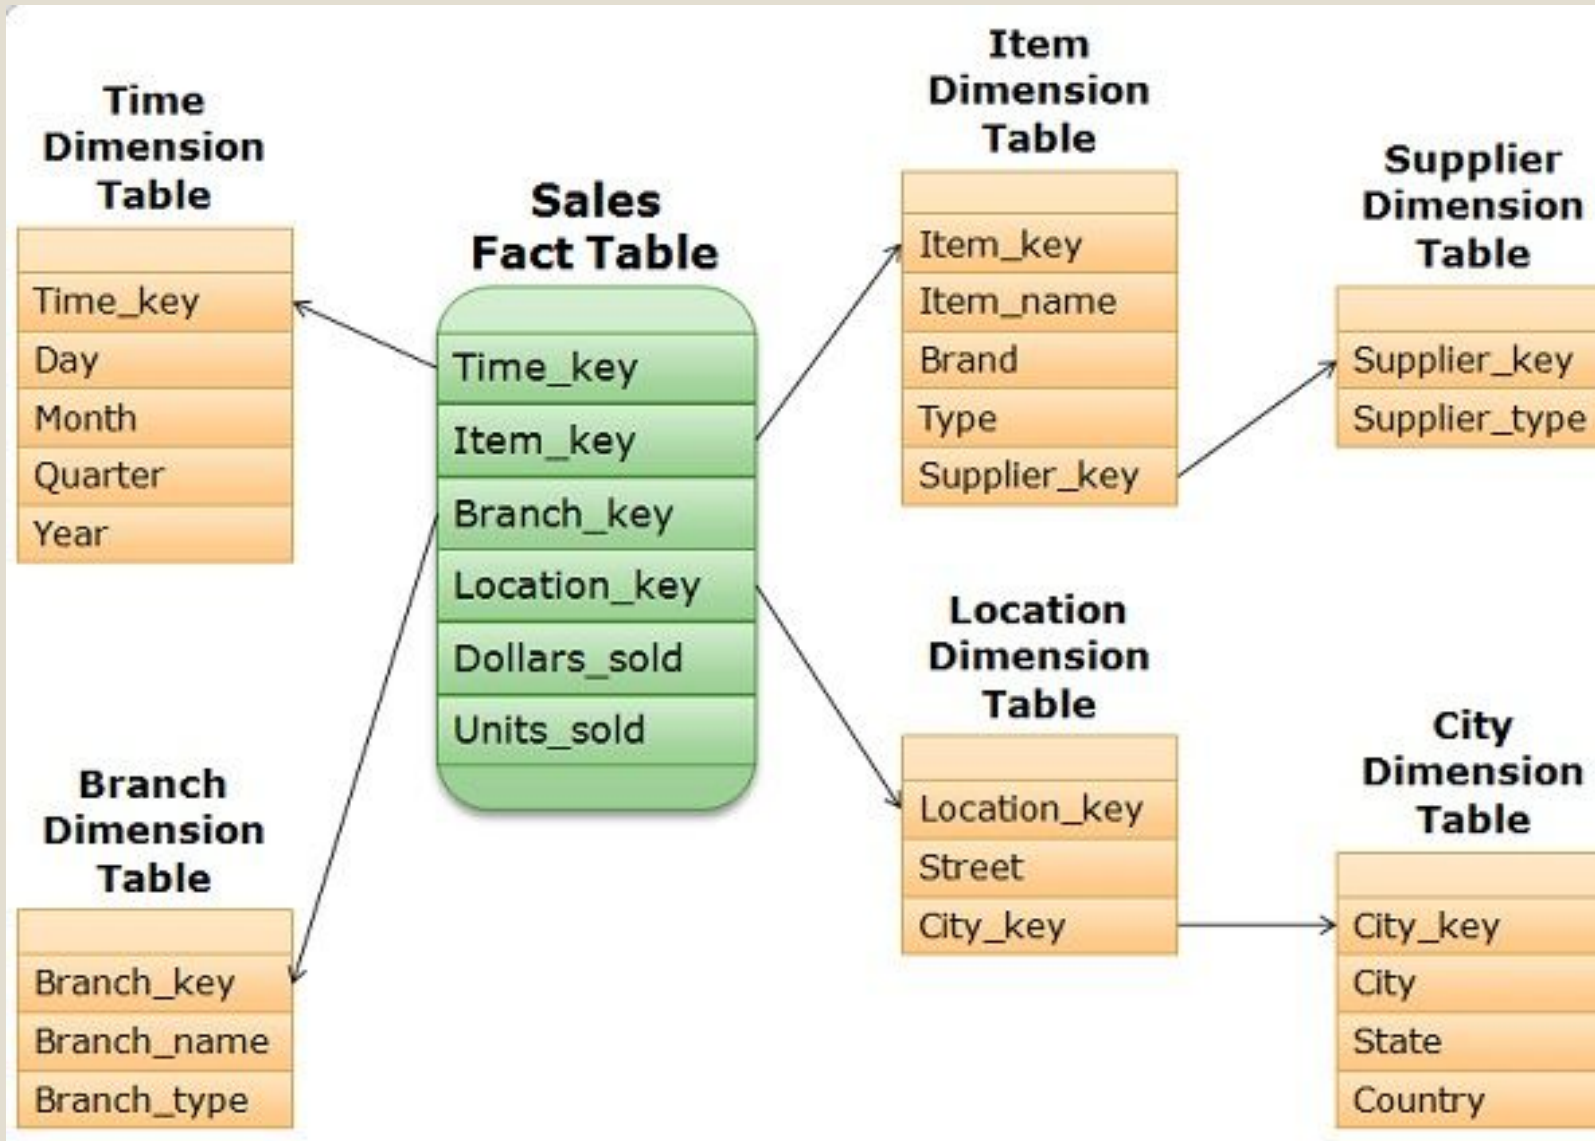 Time
Dimension
Table
Time_key
Day
Month
Quarter
Year
Branch
Dimension
Table
Branch_key
Branch_name
Branch_type
Sales
Fact Table
Time_key
Item_key
Branch_key
Location_key
Dollars_sold
Units_sold
Item
Dimension
Table
Item_key
Item_name
Brand
Type
Supplier_key
Supplier
Dimension
Table
Supplier_key
Supplier_type
Location
Dimension
Table
Location_key
Street
City_key
City
Dimension
Table
City_key
City
State
Country